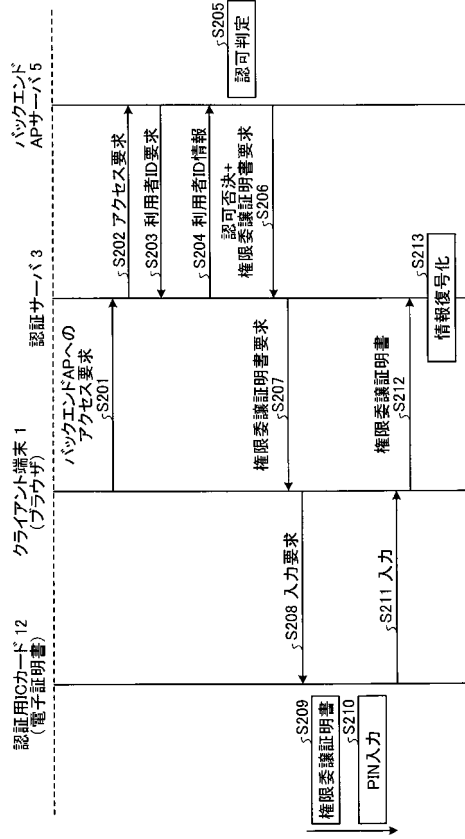 認証用ICカード 12
(電子証明書)
クライアント端末 1
(ブラウザ)
認証サーバ 3
バックエンド
APサーバ 5
バックエンドAPへの
アクセス要求
S201
S202 アクセス要求
S203 利用者ID要求
S204 利用者ID情報
S205
認可判定
認可否決+
権限委譲証明書要求
S206
権限委譲証明書要求
S207
S208 入力要求
S209
権限委譲証明書
S210
PIN入力
S211 入力
権限委譲証明書
S212
S213
情報復号化